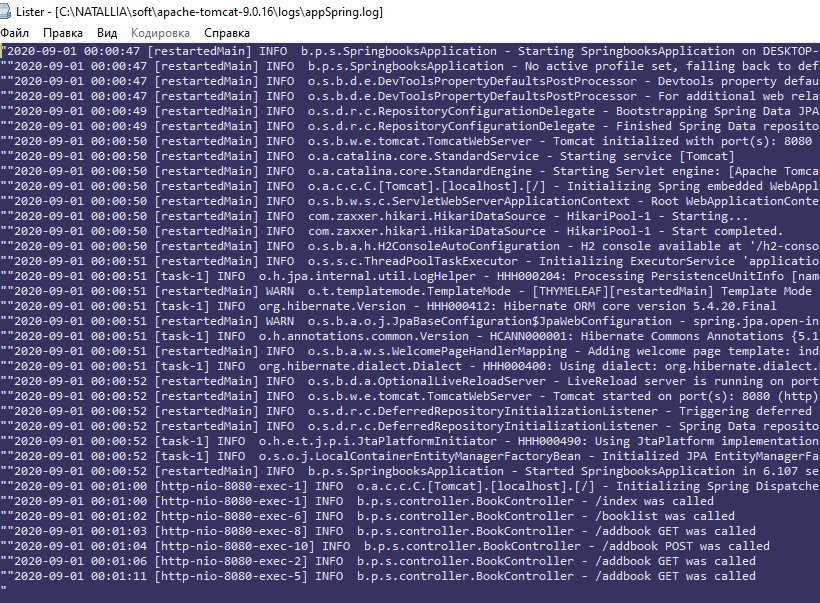 Lister - [C:\NATALLIA\soft\apache-tomcat-9.0.16\logs\appSpring.log]
Файл Правка Вид Кодировка Справка
"2020-09-01 00:00:47 [restartedMain] INFO  b.p.s.SpringbooksApplication - Starting SpringbooksApplication on DESKTOP-
""2020-09-01 00:00:47 [restartedMain] INFO  b.p.s.SpringbooksApplication - No active profile set, falling back to def
""2020-09-01 00:00:47 [restartedMain] INFO  o.s.b.d.e.DevToolsPropertyDefaultsPostProcessor - Devtools property defau
""2020-09-01 00:00:47 [restartedMain] INFO  o.s.b.d.e.DevToolsPropertyDefaultsPostProcessor - For additional web rela
""2020-09-01 00:00:49 [restartedMain] INFO  o.s.d.r.c.RepositoryConfigurationDelegate - Bootstrapping Spring Data JPA
""2020-09-01 00:00:49 [restartedMain] INFO  o.s.d.r.c.RepositoryConfigurationDelegate - Finished Spring Data reposito
""2020-09-01 00:00:50 [restartedMain] INFO  o.s.b.w.e.tomcat.TomcatWebServer - Tomcat initialized with port(s): 8080
""2020-09-01 00:00:50 [restartedMain] INFO  o.a.catalina.core.StandardService - Starting service [Tomcat]
""2020-09-01 00:00:50 [restartedMain] INFO  o.a.catalina.core.StandardEngine - Starting Servlet engine: [Apache Tomca
""2020-09-01 00:00:50 [restartedMain] INFO  o.a.c.c.C.[Tomcat].[localhost].[/] - Initializing Spring embedded WebAppl
""2020-09-01 00:00:50 [restartedMain] INFO  o.s.b.w.s.c.ServletWebServerApplicationContext - Root WebApplicationConte
""2020-09-01 00:00:50 [restartedMain] INFO  com.zaxxer.hikari.HikariDataSource - HikariPool-1 - Starting...
""2020-09-01 00:00:50 [restartedMain] INFO  com.zaxxer.hikari.HikariDataSource - HikariPool-1 - Start completed.
""2020-09-01 00:00:50 [restartedMain] INFO  o.s.b.a.h.H2ConsoleAutoConfiguration - H2 console available at '/h2-conso
""2020-09-01 00:00:51 [restartedMain] INFO  o.s.s.c.ThreadPoolTaskExecutor - Initializing ExecutorService 'applicatio
""2020-09-01 00:00:51 [task-1] INFO  o.h.jpa.internal.util.LogHelper - HHH000204: Processing PersistenceUnitInfo [nam
""2020-09-01 00:00:51 [restartedMain] WARN  o.t.templatemode.TemplateMode - [THYMELEAF][restartedMain] Template Mode
""2020-09-01 00:00:51 [task-1] INFO  org.hibernate.Version - HHH000412: Hibernate ORM core version 5.4.20.Final
""2020-09-01 00:00:51 [restartedMain] WARN  o.s.b.a.o.j.JpaBaseConfiguration$JpaWebConfiguration - spring.jpa.open-in
""2020-09-01 00:00:51 [task-1] INFO  o.h.annotations.common.Version - HCANN000001: Hibernate Commons Annotations {5.1
""2020-09-01 00:00:51 [restartedMain] INFO  o.s.b.a.w.s.WelcomePageHandlerMapping - Adding welcome page template: ind
""2020-09-01 00:00:51 [task-1] INFO  org.hibernate.dialect.Dialect - HHH000400: Using dialect: org.hibernate.dialect.
""2020-09-01 00:00:52 [restartedMain] INFO  o.s.b.d.a.OptionalLiveReloadServer - LiveReload server is running on port
""2020-09-01 00:00:52 [restartedMain] INFO  o.s.b.w.e.tomcat.TomcatWebServer - Tomcat started on port(s): 8080 (http)
""2020-09-01 00:00:52 [restartedMain] INFO  o.s.d.r.c.DeferredRepositoryInitializationListener - Triggering deferred
""2020-09-01 00:00:52 [restartedMain] INFO  o.s.d.r.c.DeferredRepositoryInitializationListener - Spring Data reposito
""2020-09-01 00:00:52 [task-1] INFO  o.h.e.t.j.p.i.JtaPlatformInitiator - HHH000490: Using JtaPlatform implementation
""2020-09-01 00:00:52 [task-1] INFO  o.s.o.j.LocalContainerEntityManagerFactoryBean - Initialized JPA EntityManagerFa
""2020-09-01 00:00:52 [restartedMain] INFO  b.p.s.SpringbooksApplication - Started SpringbooksApplication in 6.107 se
""2020-09-01 00:01:00 [http-nio-8080-exec-1] INFO  o.a.c.c.C.[Tomcat].[localhost].[/] - Initializing Spring Dispatche
""2020-09-01 00:01:00 [http-nio-8080-exec-1] INFO  b.p.s.controller.BookController - /index was called
""2020-09-01 00:01:02 [http-nio-8080-exec-6] INFO  b.p.s.controller.BookController - /booklist was called
""2020-09-01 00:01:03 [http-nio-8080-exec-8] INFO  b.p.s.controller.BookController - /addbook GET was called
""2020-09-01 00:01:04 [http-nio-8080-exec-10] INFO  b.p.s.controller.BookController - /addbook POST was called
""2020-09-01 00:01:06 [http-nio-8080-exec-2] INFO  b.p.s.controller.BookController - /addbook GET was called
""2020-09-01 00:01:11 [http-nio-8080-exec-5] INFO  b.p.s.controller.BookController - /addbook GET was called
"